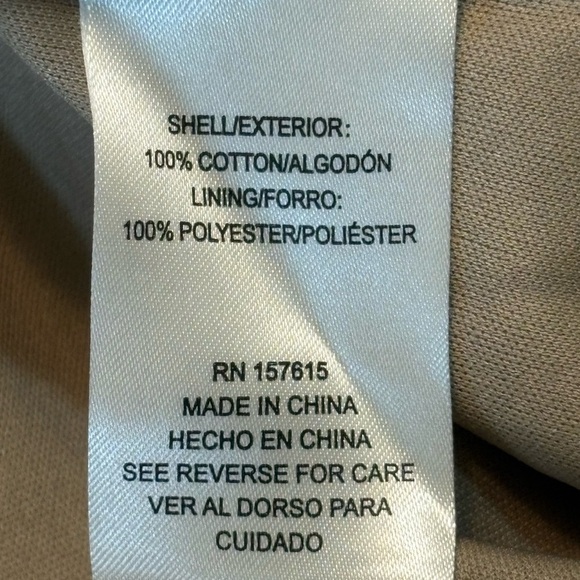 SHELL/EXTERIOR:
100% COTTON/ALGODÓN
LINING/FORRO:
100% POLYESTER/POLIÉSTER
RN 157615
MADE IN CHINA
HECHO EN CHINA
SEE REVERSE FOR CARE
VER AL DORSO PARA
CUIDADO